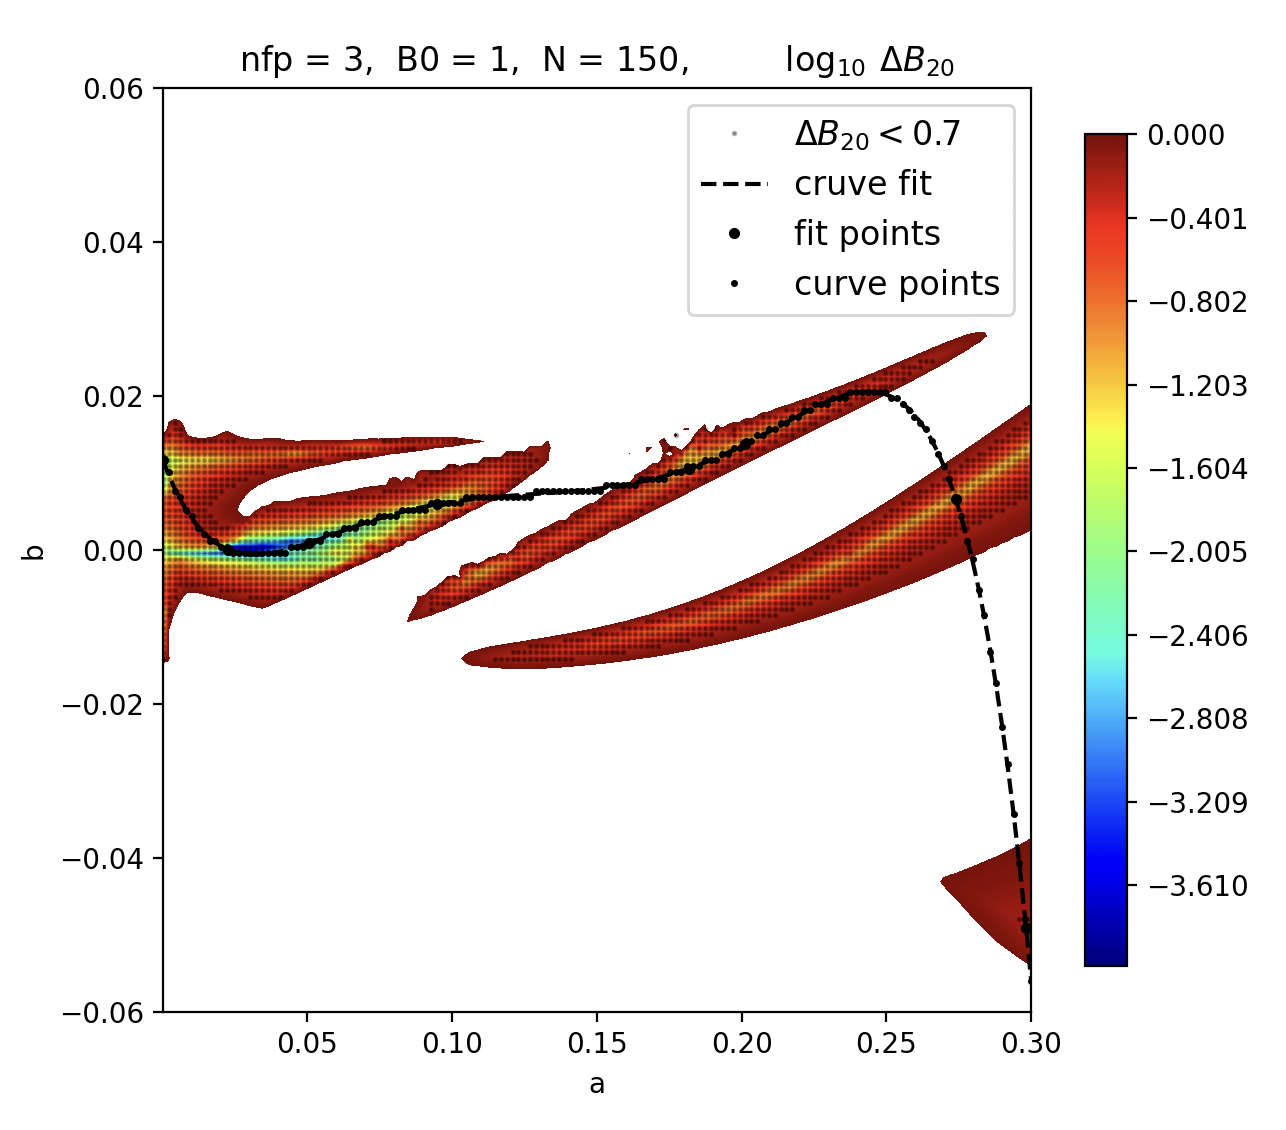 nfp = 3, B0 = 1, N = 150, log₁₀ ΔB₂₀
ΔB₂₀ < 0.7
cruve fit
fit points
curve points
0.06
0.04
0.02
0.00
−0.02
−0.04
−0.06
b
0.05 0.10 0.15 0.20 0.25 0.30
a
0.000
−0.401
−0.802
−1.203
−1.604
−2.005
−2.406
−2.808
−3.209
−3.610